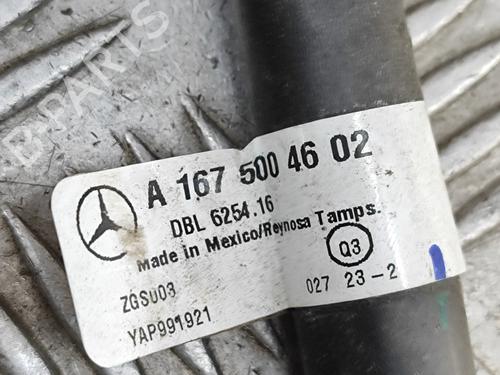 B-PARTS
A 167 500 46 02
DBL 6254.16
Made in Mexico/Reynosa Tamps.
Q3
ZGS003
027 23-2
YAP991921